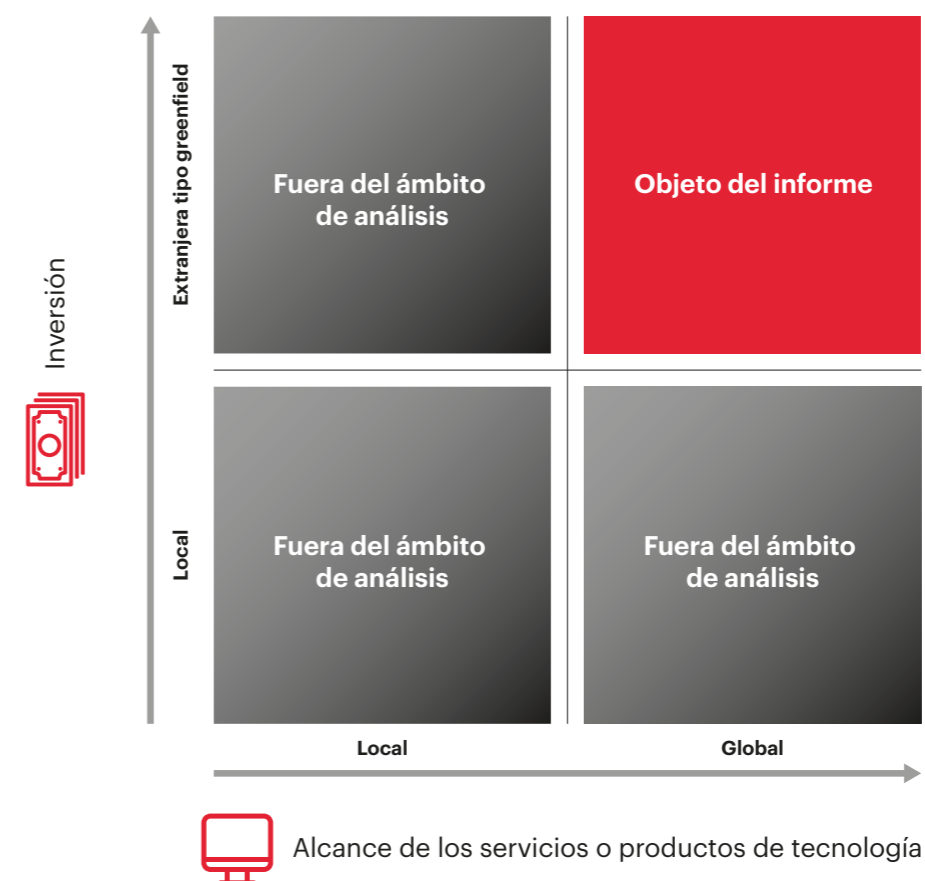 Inversión
Extranjera tipo greenfield
Fuera del ámbito
de análisis
Objeto del informe
Local
Fuera del ámbito
de análisis
Fuera del ámbito
de análisis
Local
Global
Alcance de los servicios o productos de tecnología